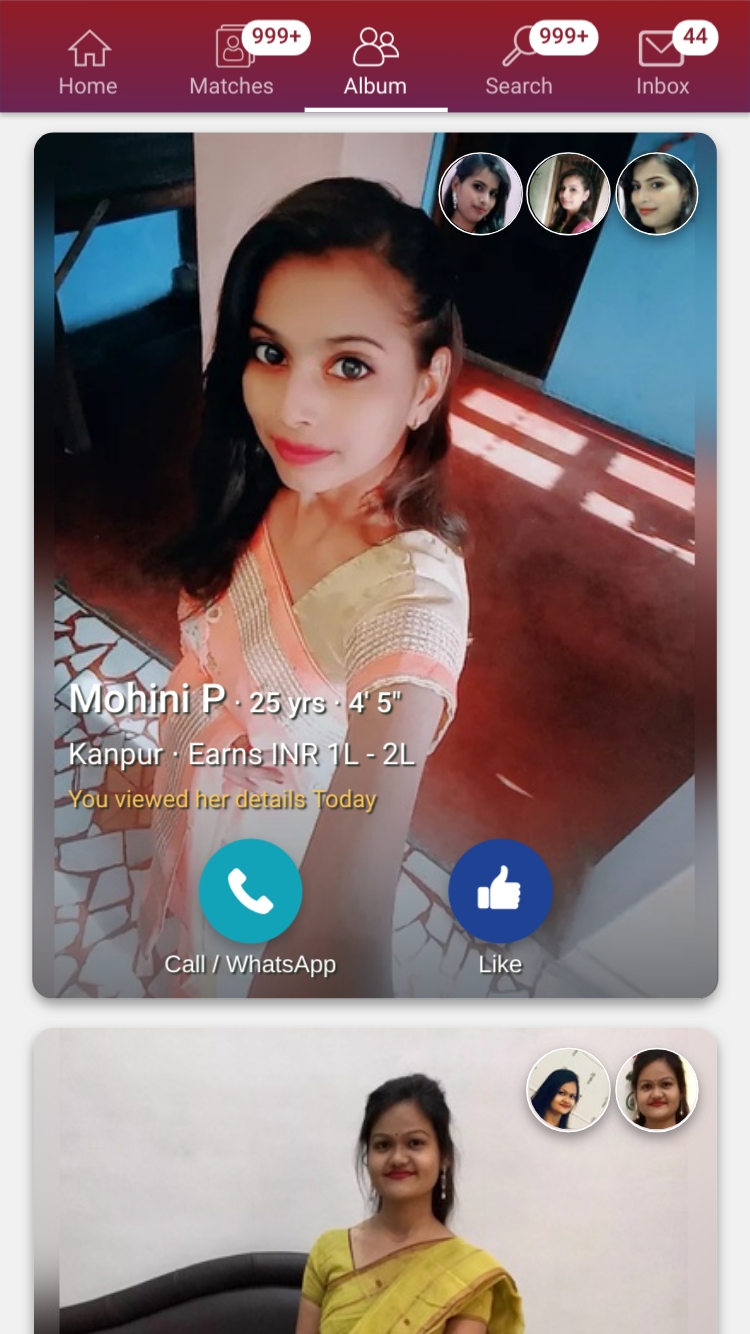 999+
999+
44
Home
Matches
Album
Search
Inbox
Mohini P · 25 yrs · 4' 5"
Kanpur · Earns INR 1L - 2L
You viewed her details Today
Call / WhatsApp
Like